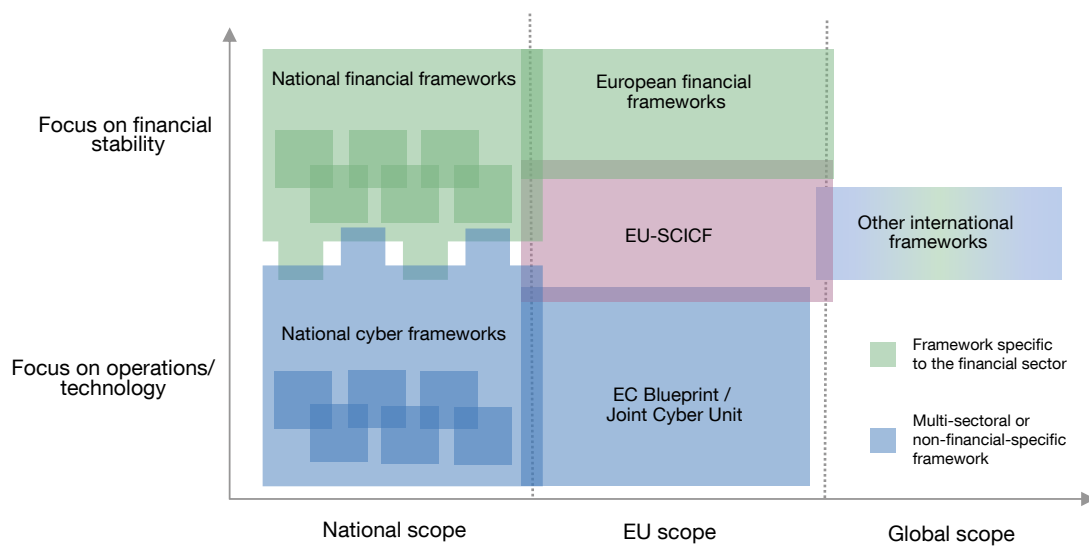 Focus on financial
stability
Focus on operations/
technology
National financial frameworks
European financial
frameworks
EU-SCICF
Other international
frameworks
National cyber frameworks
EC Blueprint /
Joint Cyber Unit
Framework specific
to the financial sector
Multi-sectoral or
non-financial-specific
framework
National scope
EU scope
Global scope